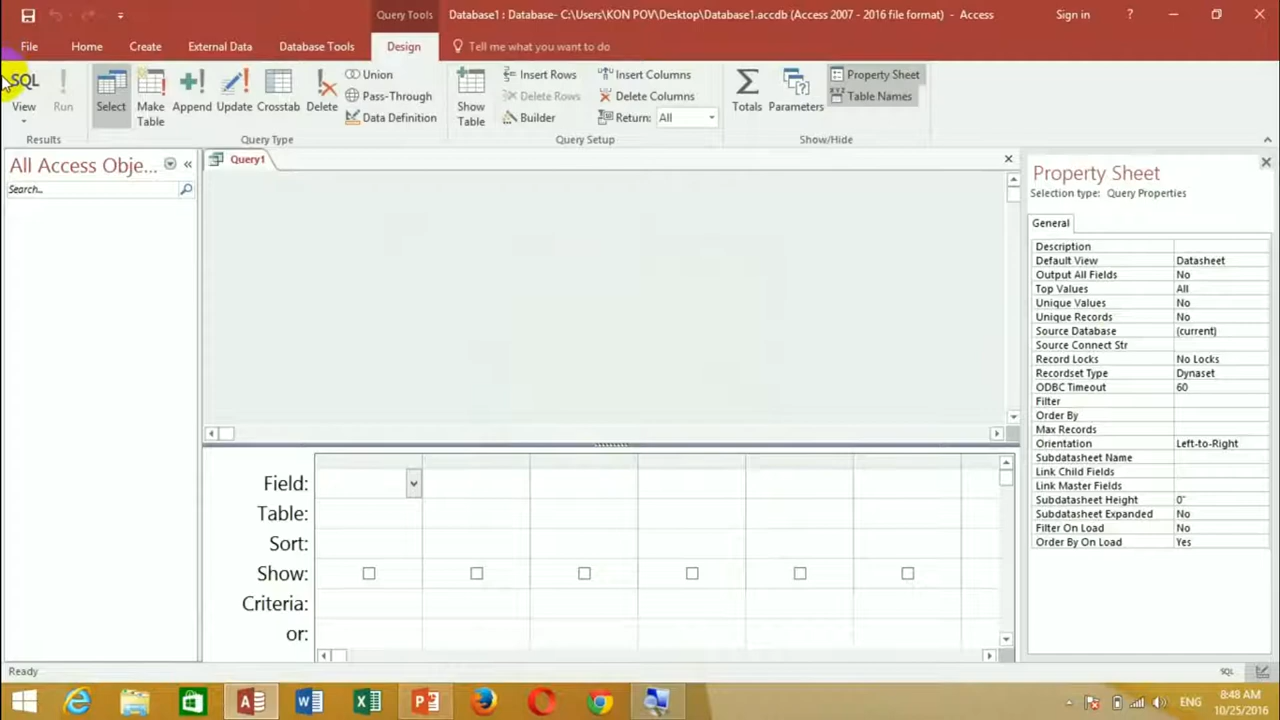 Query Tools
Database1 : Database- C:\Users\KON POV\Desktop\Database1.accdb (Access 2007 - 2016 file format) - Access
Sign in
?
File
Home
Create
External Data
Database Tools
Design
Tell me what you want to do
SQL
View
Run
Select
Make
Table
Append
Update
Crosstab
Delete
Union
Pass-Through
Data Definition
Show
Table
Insert Rows
Delete Rows
Builder
Insert Columns
Delete Columns
Return: All
Totals
Parameters
Property Sheet
XYZ Table Names
Results
Query Type
Query Setup
Show/Hide
All Access Obje...
Search...
Query1
Field:
Table:
Sort:
Show:
Criteria:
or:
Property Sheet
Selection type: Query Properties
General
Description
Default View Datasheet
Output All Fields No
Top Values All
Unique Values No
Unique Records No
Source Database (current)
Source Connect Str
Record Locks No Locks
Recordset Type Dynaset
ODBC Timeout 60
Filter
Order By
Max Records
Orientation Left-to-Right
Subdatasheet Name
Link Child Fields
Link Master Fields
Subdatasheet Height 0"
Subdatasheet Expanded No
Filter On Load No
Order By On Load Yes
Ready
SQL
ENG
8:48 AM
10/25/2016